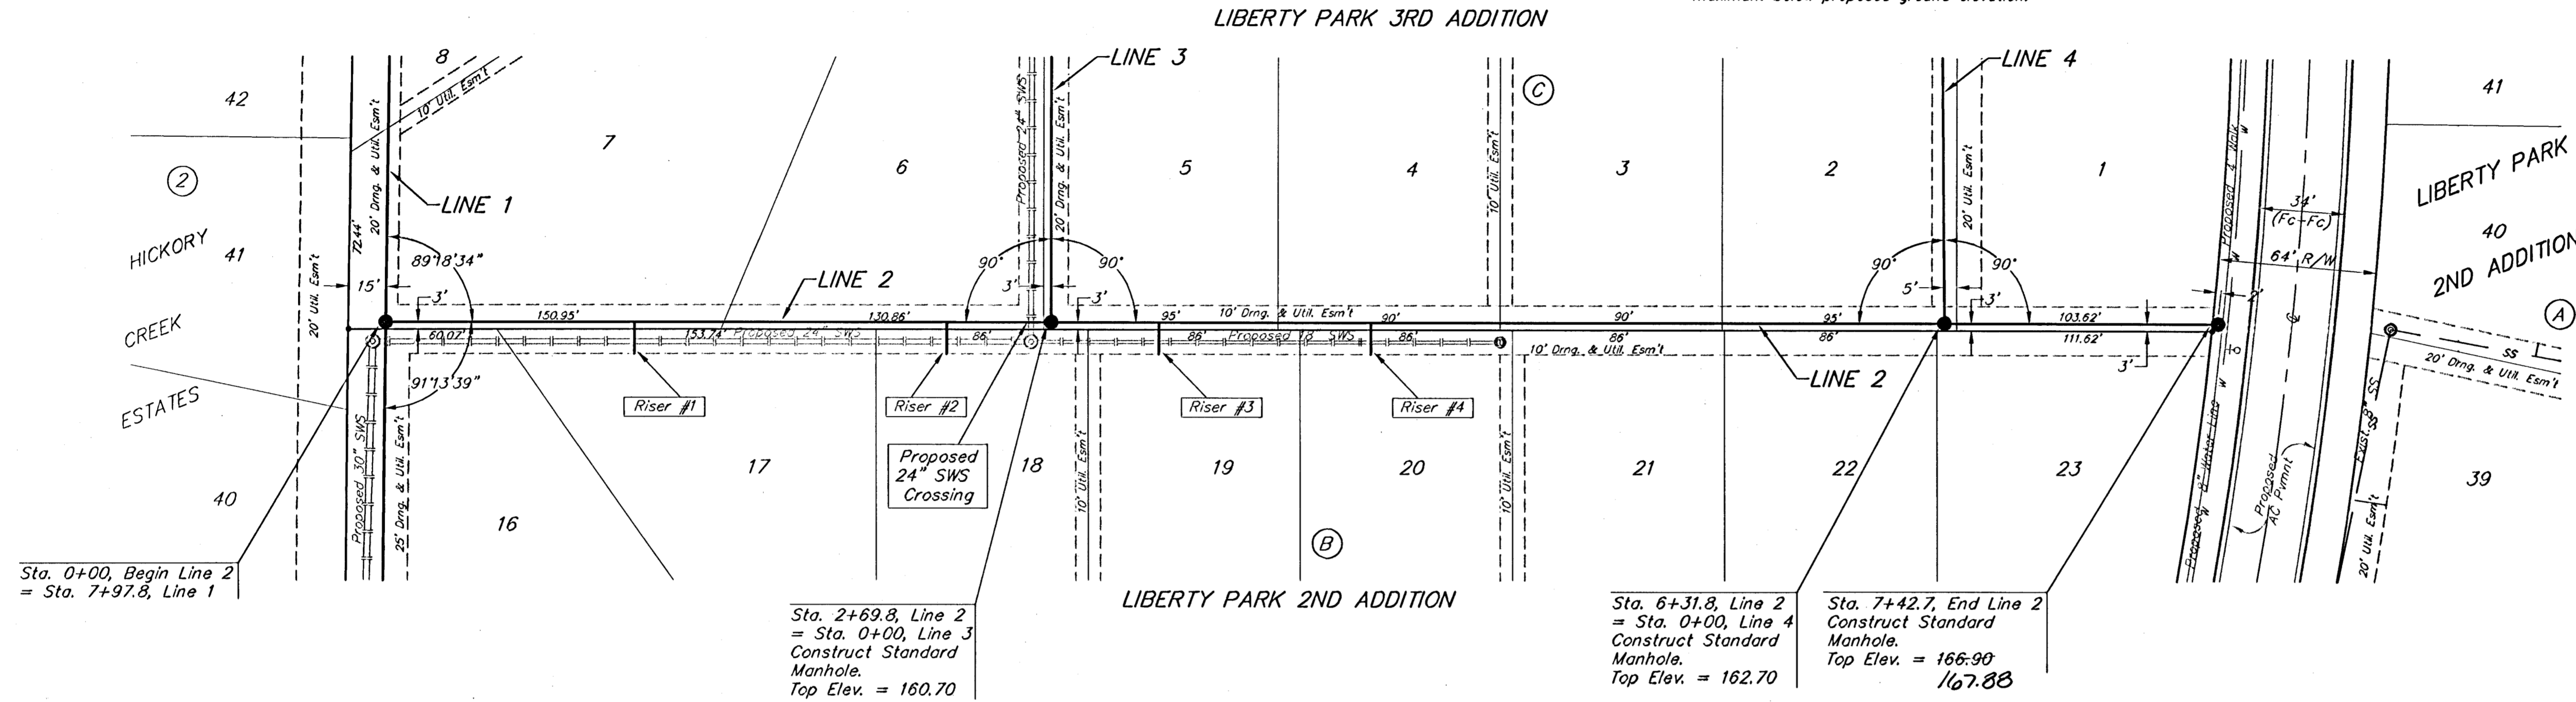 LIBERTY PARK 3RD ADDITION
LINE 3
LINE 4
8
10' Util. Esm't
42
20' Util. Esm't
20' Drng. & Util. Esm't
72.44'
7
6
Proposed 24" SWS
20' Drng. & Util. Esm't
5
4
C
10' Util. Esm't
3
2
20' Util. Esm't
1
Proposed 4' Walk
W
W
34'
(Fc-Fc)
64' R/W
41
LIBERTY PARK
40
2ND ADDITION
A
2
HICKORY
41
CREEK
ESTATES
40
LINE 1
89°18'34"
15'
3'
LINE 2
90°
90°
3'
3'
90°
90°
5'
3'
2'
150.95'
130.86'
95'
10' Drng. & Util. Esm't
90'
90'
95'
103.62'
60.07'
153.74'
Proposed 24" SWS
86'
86'
Proposed 18" SWS
86'
86'
86'
111.62'
3'
10' Drng. & Util. Esm't
LINE 2
91°13'39"
Riser #1
Riser #2
Riser #3
Riser #4
SS
20' Drng. & Util. Esm't
Proposed 30" SWS
25' Drng. & Util. Esm't
16
17
Proposed
24" SWS
Crossing
18
10' Util. Esm't
19
20
10' Util. Esm't
21
22
23
B
Proposed 8" Water Line
W
W
W
Proposed
AC Pvmnt
Exist. 8" SS
SS
20' Util. Esm't
39
LIBERTY PARK 2ND ADDITION
Sta. 0+00, Begin Line 2
= Sta. 7+97.8, Line 1
Sta. 2+69.8, Line 2
= Sta. 0+00, Line 3
Construct Standard
Manhole.
Top Elev. = 160.70
Sta. 6+31.8, Line 2
= Sta. 0+00, Line 4
Construct Standard
Manhole.
Top Elev. = 162.70
Sta. 7+42.7, End Line 2
Construct Standard
Manhole.
Top Elev. = 166.90
167.88